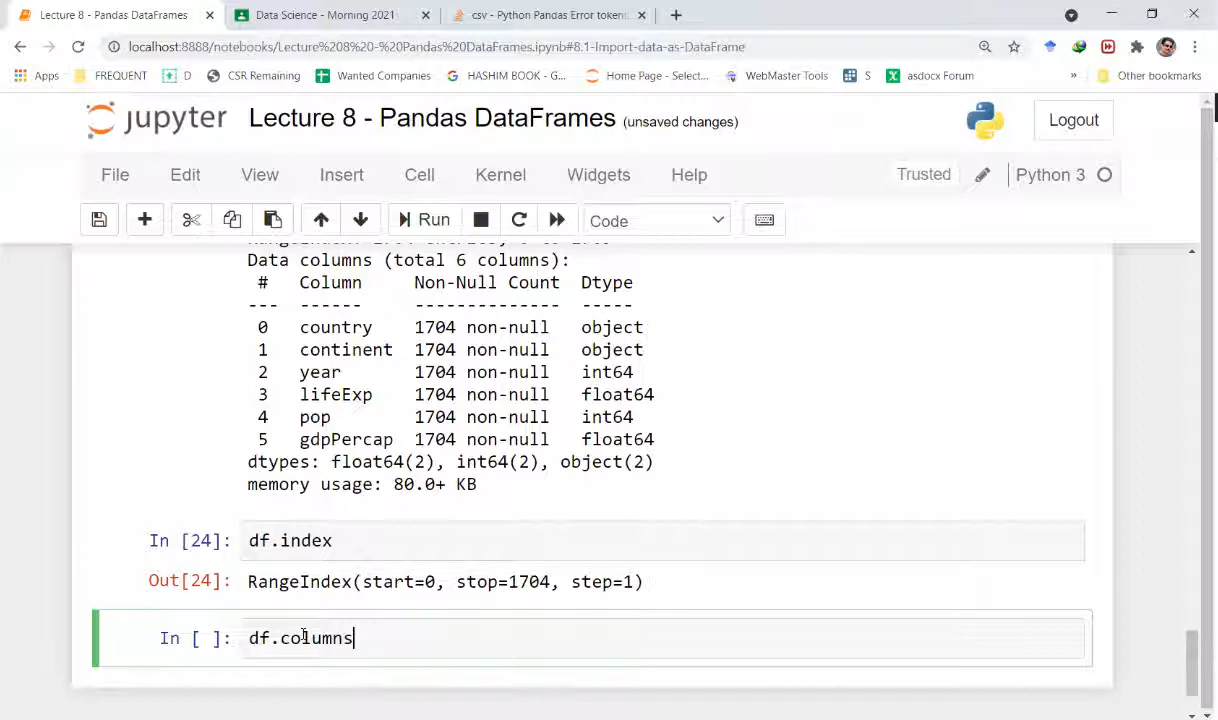 Lecture 8 - Pandas DataFrames
Data Science - Morning 2021
csv - Python Pandas Error tokeni
localhost:8888/notebooks/Lecture%208%20-%20Pandas%20DataFrames.ipynb#8.1-Import-data-as-DataFrame
Apps FREQUENT D CSR Remaining Wanted Companies HASHIM BOOK - G... Home Page - Select... WebMaster Tools S asdocx Forum » Other bookmarks
jupyter Lecture 8 - Pandas DataFrames (unsaved changes) Logout
File Edit View Insert Cell Kernel Widgets Help Trusted Python 3
Run Code
Data columns (total 6 columns):
# Column Non-Null Count Dtype
--- ------ -------------- -----
0 country 1704 non-null object
1 continent 1704 non-null object
2 year 1704 non-null int64
3 lifeExp 1704 non-null float64
4 pop 1704 non-null int64
5 gdpPercap 1704 non-null float64
dtypes: float64(2), int64(2), object(2)
memory usage: 80.0+ KB
In [24]: df.index
Out[24]: RangeIndex(start=0, stop=1704, step=1)
In [ ]: df.columns